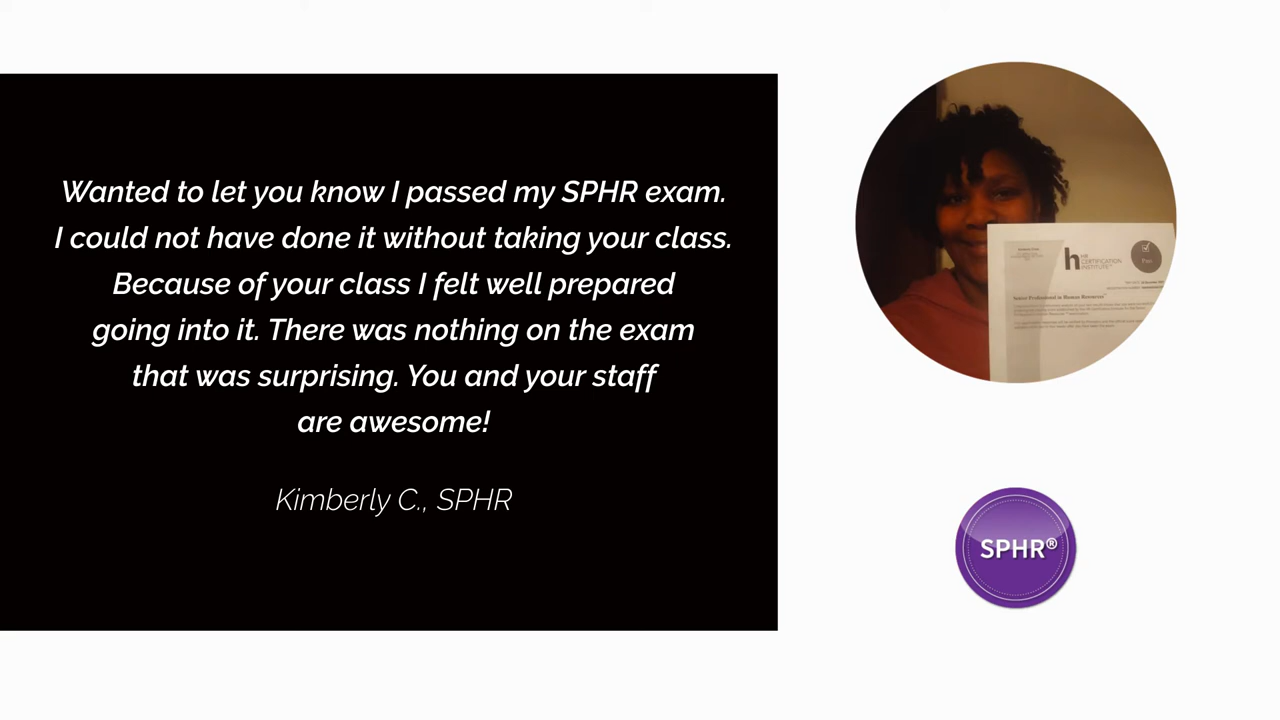 Wanted to let you know I passed my SPHR exam.
I could not have done it without taking your class.
Because of your class I felt well prepared
going into it. There was nothing on the exam
that was surprising. You and your staff
are awesome!
Kimberly C., SPHR
HR
CERTIFICATION
INSTITUTE
Pass
Professional in Human Resources
SPHR®